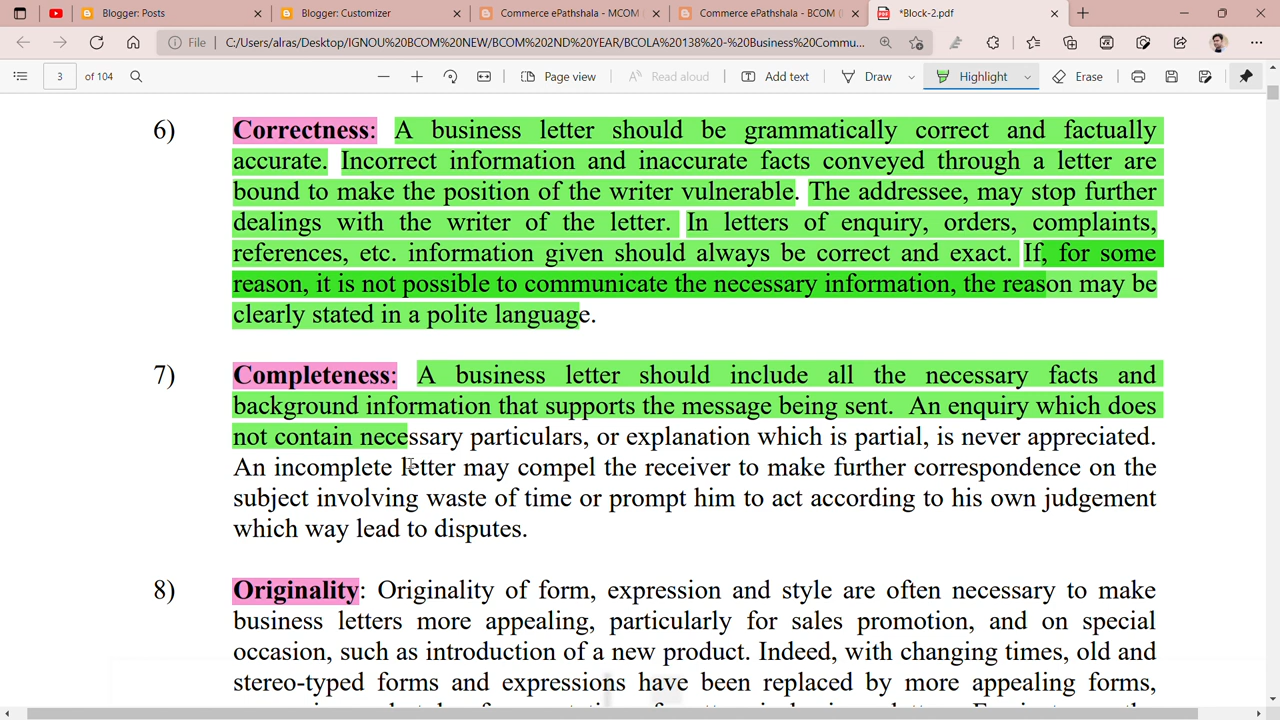 Blogger: Posts
Blogger: Customizer
Commerce ePathshala - MCOM
Commerce ePathshala - BCOM
*Block-2.pdf
File
C:/Users/alras/Desktop/IGNOU%20BCOM%20NEW/BCOM%202ND%20YEAR/BCOLA%20138%20-%20Business%20Commu...
3 of 104
Page view
Read aloud
Add text
Draw
Highlight
Erase
6) Correctness: A business letter should be grammatically correct and factually
accurate. Incorrect information and inaccurate facts conveyed through a letter are
bound to make the position of the writer vulnerable. The addressee, may stop further
dealings with the writer of the letter. In letters of enquiry, orders, complaints,
references, etc. information given should always be correct and exact. If, for some
reason, it is not possible to communicate the necessary information, the reason may be
clearly stated in a polite language.
7) Completeness: A business letter should include all the necessary facts and
background information that supports the message being sent. An enquiry which does
not contain necessary particulars, or explanation which is partial, is never appreciated.
An incomplete letter may compel the receiver to make further correspondence on the
subject involving waste of time or prompt him to act according to his own judgement
which way lead to disputes.
8) Originality: Originality of form, expression and style are often necessary to make
business letters more appealing, particularly for sales promotion, and on special
occasion, such as introduction of a new product. Indeed, with changing times, old and
stereo-typed forms and expressions have been replaced by more appealing forms,